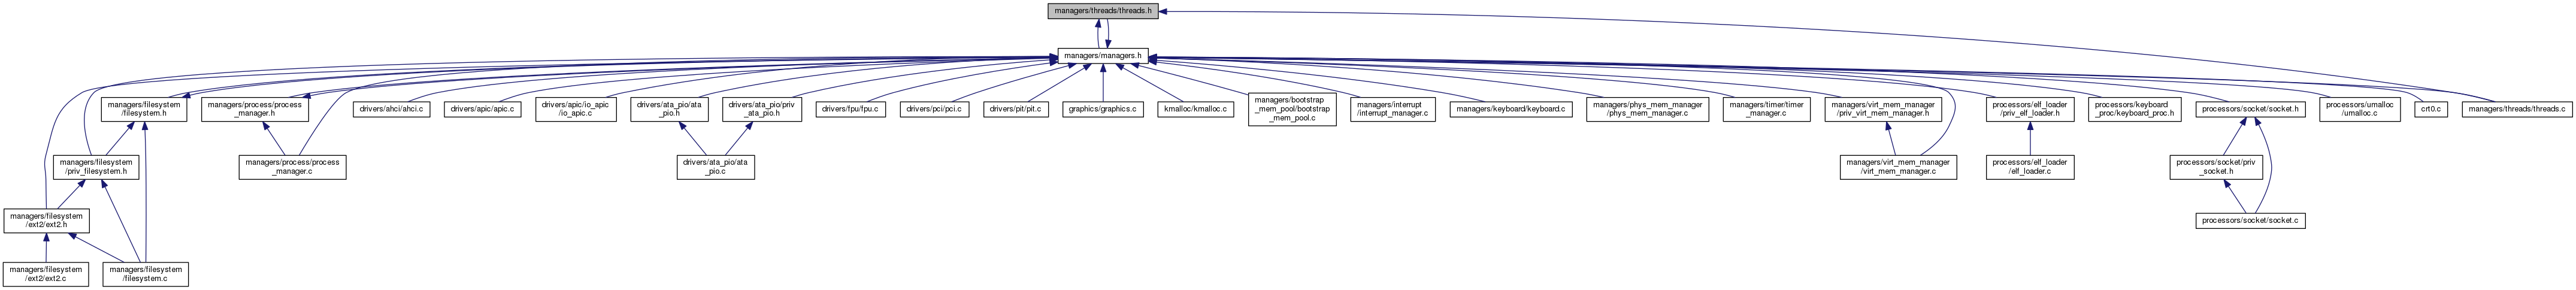 managers/threads/threads.h
managers/managers.h
managers/filesystem
/filesystem.h
managers/process/process
_manager.h
drivers/ahci/ahci.c
drivers/apic/apic.c
drivers/apic/io_apic
/io_apic.c
drivers/ata_pio/ata
_pio.h
drivers/ata_pio/priv
_ata_pio.h
drivers/fpu/fpu.c
drivers/pci/pci.c
drivers/pit/pit.c
graphics/graphics.c
kmalloc/kmalloc.c
managers/bootstrap
_mem_pool/bootstrap
_mem_pool.c
managers/interrupt
/interrupt_manager.c
managers/keyboard/keyboard.c
managers/phys_mem_manager
/phys_mem_manager.c
managers/timer/timer
_manager.c
managers/virt_mem_manager
/priv_virt_mem_manager.h
processors/elf_loader
/priv_elf_loader.h
processors/keyboard
_proc/keyboard_proc.h
processors/socket/socket.h
processors/umalloc
/umalloc.c
crt0.c
managers/threads/threads.c
managers/filesystem
/priv_filesystem.h
managers/process/process
_manager.c
drivers/ata_pio/ata
_pio.c
managers/virt_mem_manager
/virt_mem_manager.c
processors/elf_loader
/elf_loader.c
processors/socket/priv
_socket.h
managers/filesystem
/ext2/ext2.h
processors/socket/socket.c
managers/filesystem
/ext2/ext2.c
managers/filesystem
/filesystem.c